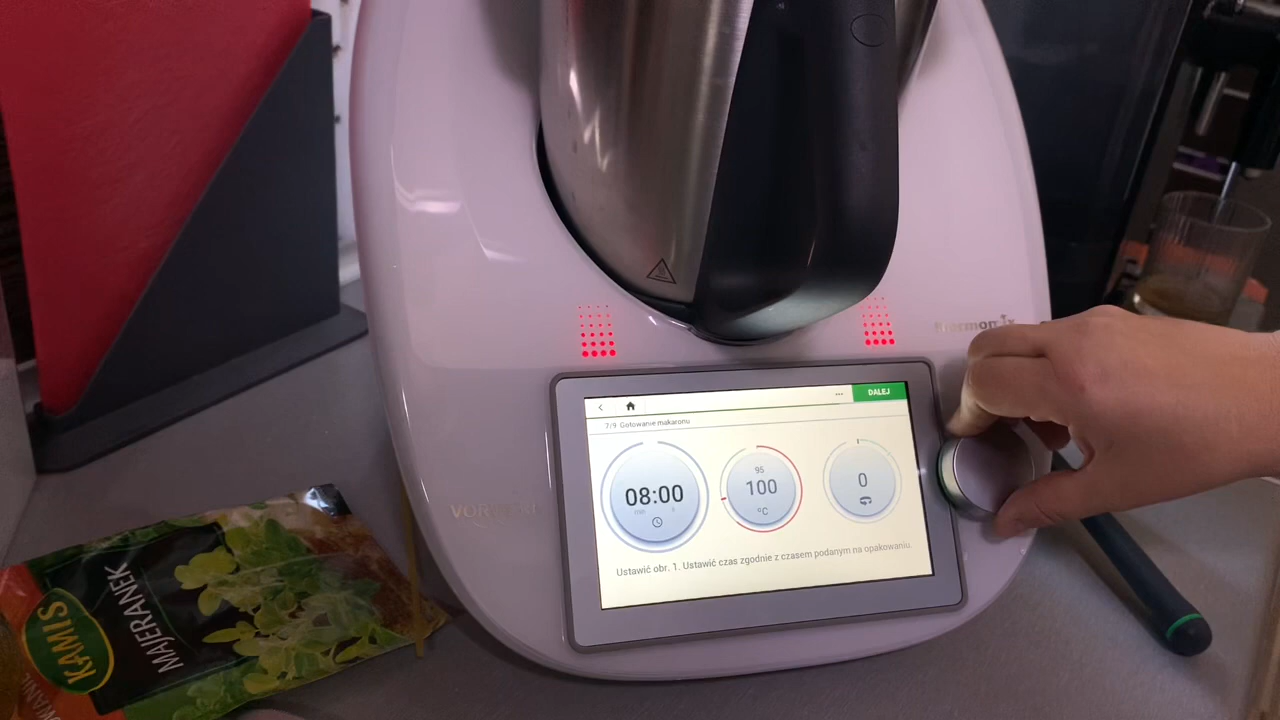 thermomix
DALEJ
7/9 Gotowanie makaronu
08:00
min s
95
100
°C
0
Ustawić obr. 1. Ustawić czas zgodnie z czasem podanym na opakowaniu.
KAMIS
MAJERANEK